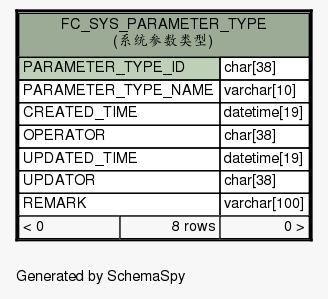 FC_SYS_PARAMETER_TYPE
(系统参数类型)
PARAMETER_TYPE_ID char[38]
PARAMETER_TYPE_NAME varchar[10]
CREATED_TIME datetime[19]
OPERATOR char[38]
UPDATED_TIME datetime[19]
UPDATOR char[38]
REMARK varchar[100]
< 0 8 rows 0 >
Generated by SchemaSpy